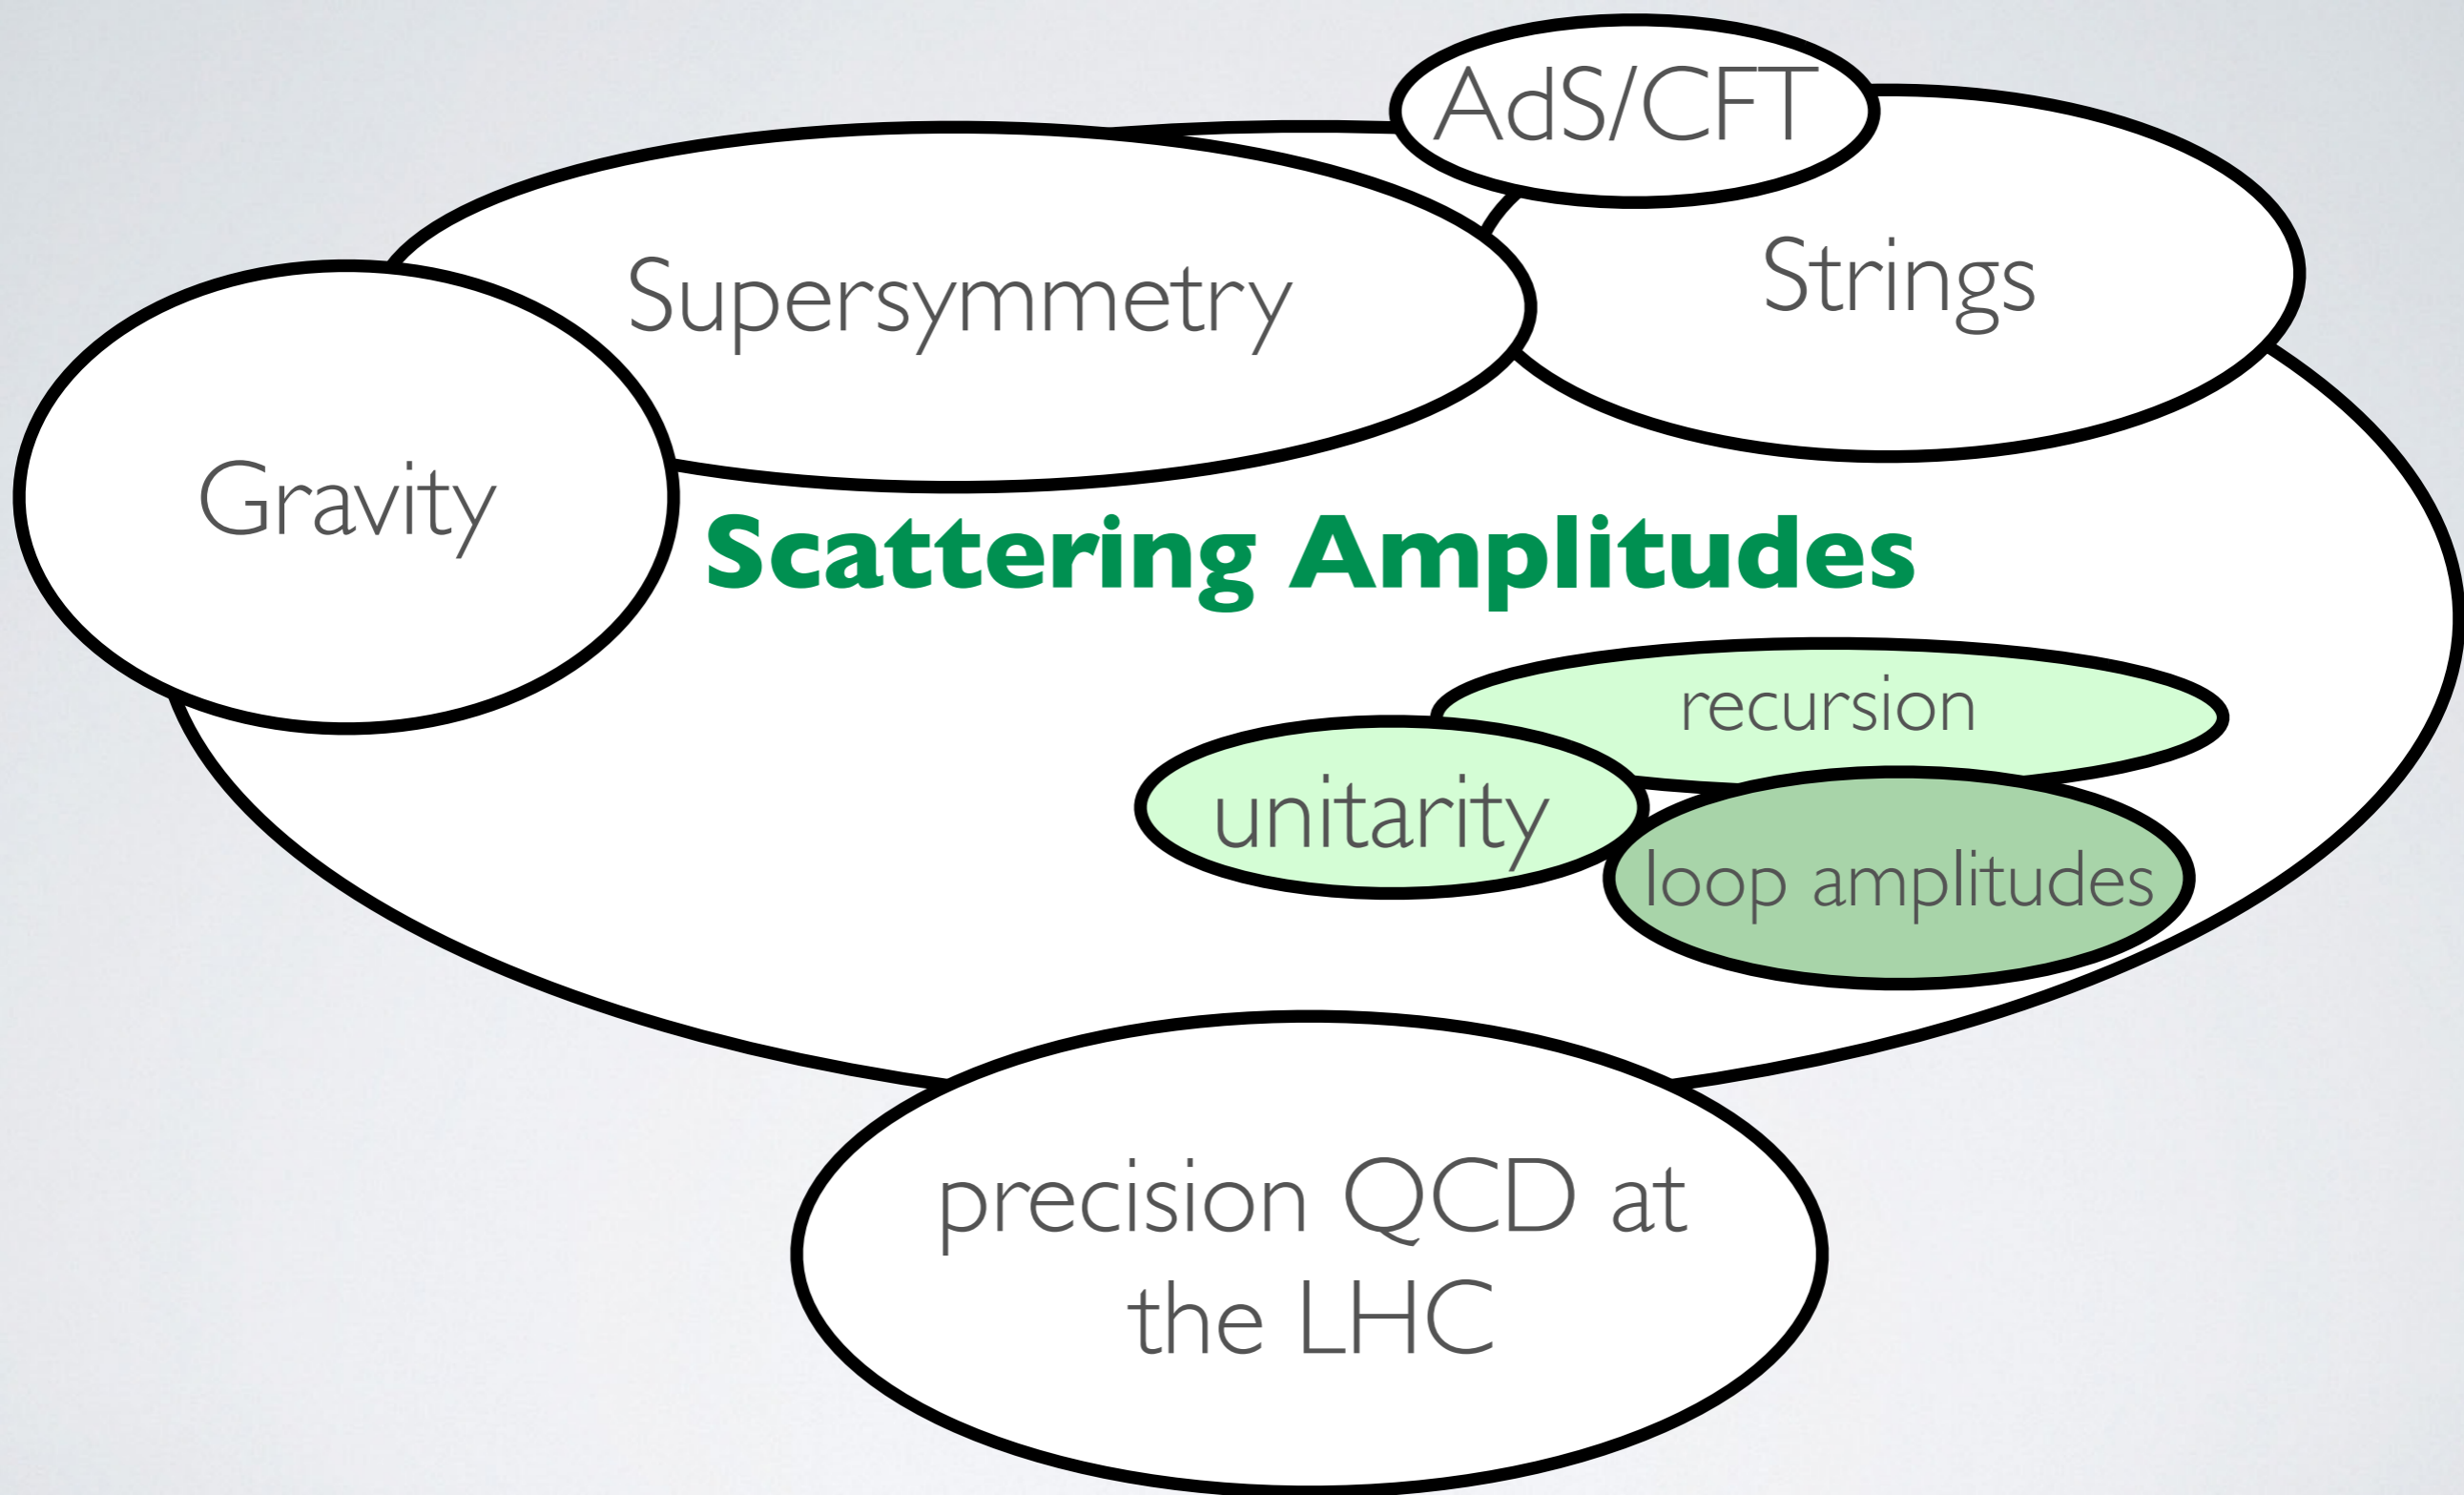 AdS/CFT
Supersymmetry
Strings
Gravity
Scattering Amplitudes
recursion
unitarity
loop amplitudes
precision QCD at
the LHC